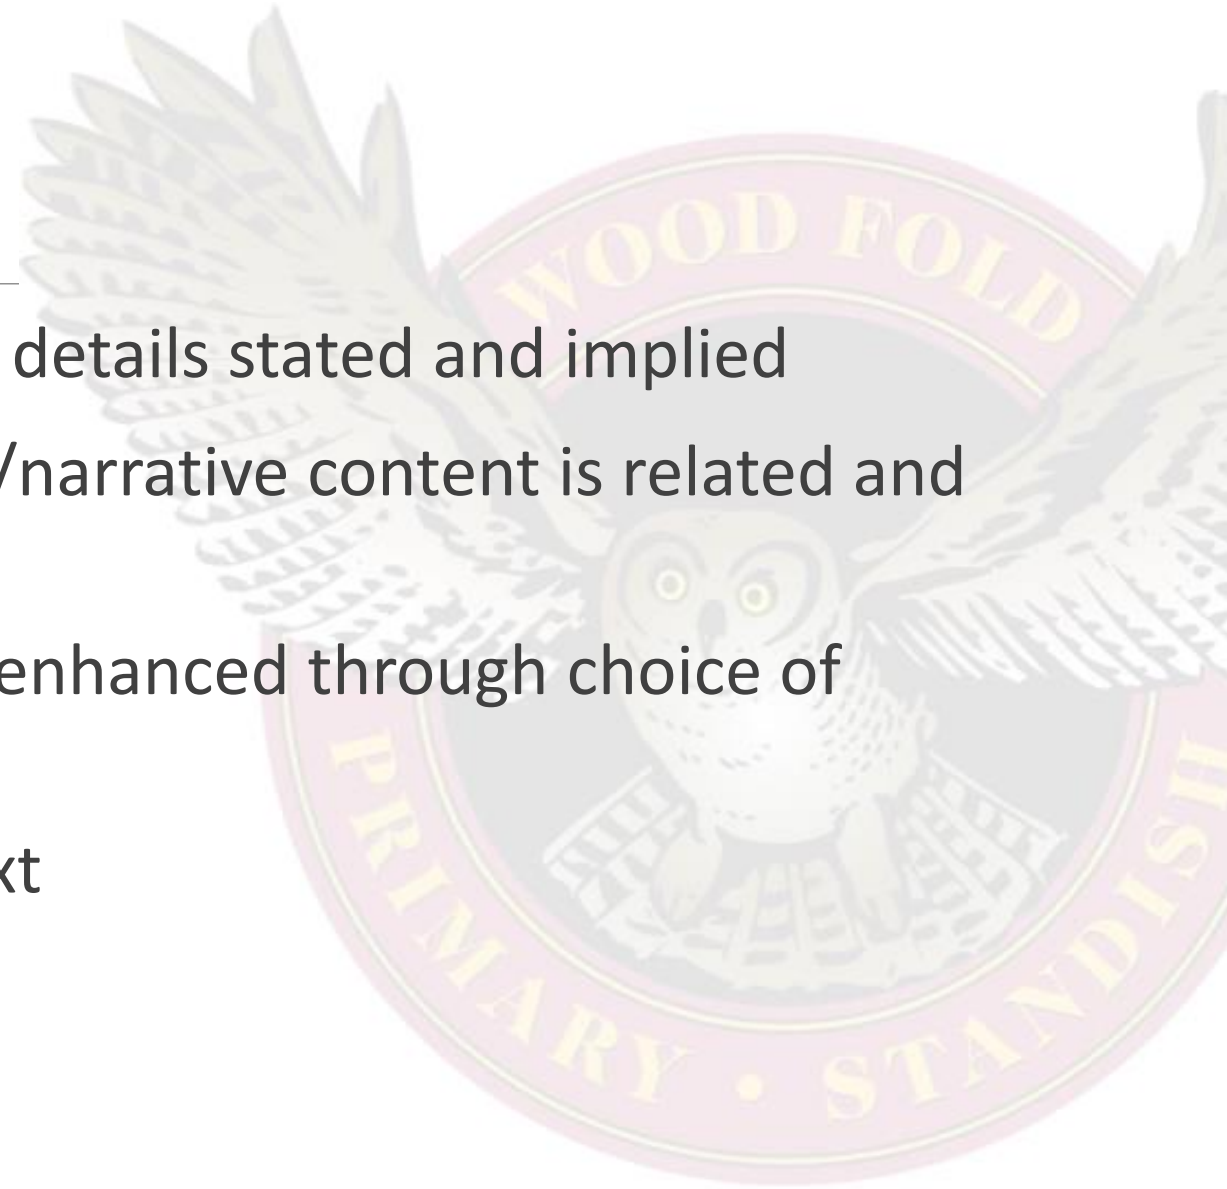 details stated and implied
/narrative content is related and
enhanced through choice of
xt
WOOD FOLD
PRIMARY • STANDISH